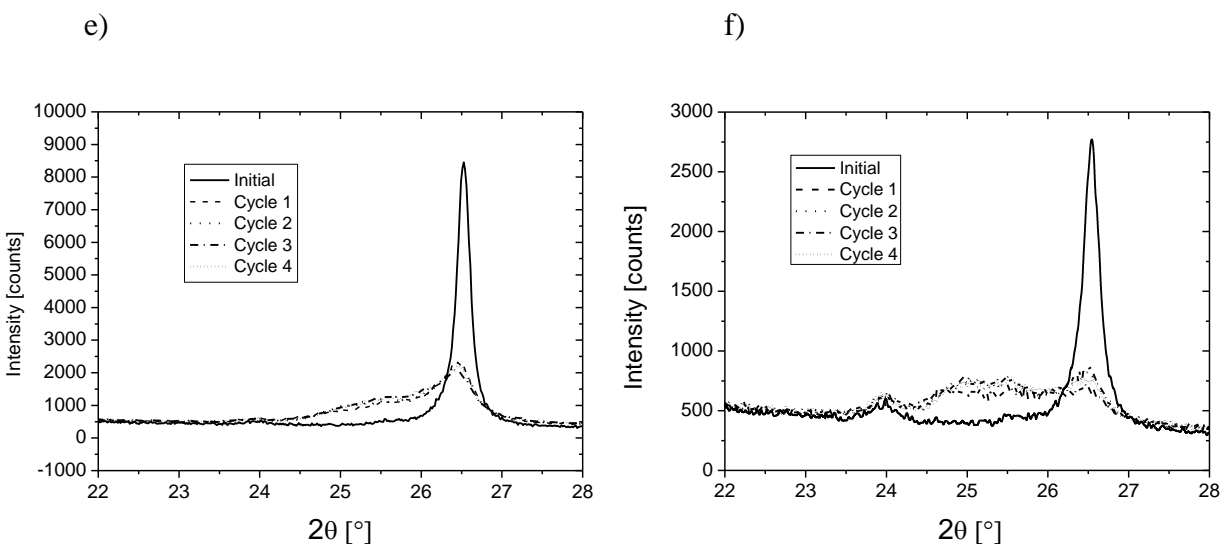 e)
f)
10000
9000
8000
7000
6000
5000
4000
3000
2000
1000
0
-1000
Intensity [counts]
Initial
Cycle 1
Cycle 2
Cycle 3
Cycle 4
22 23 24 25 26 27 28
2θ [°]
3000
2500
2000
1500
1000
500
0
Intensity [counts]
Initial
Cycle 1
Cycle 2
Cycle 3
Cycle 4
22 23 24 25 26 27 28
2θ [°]